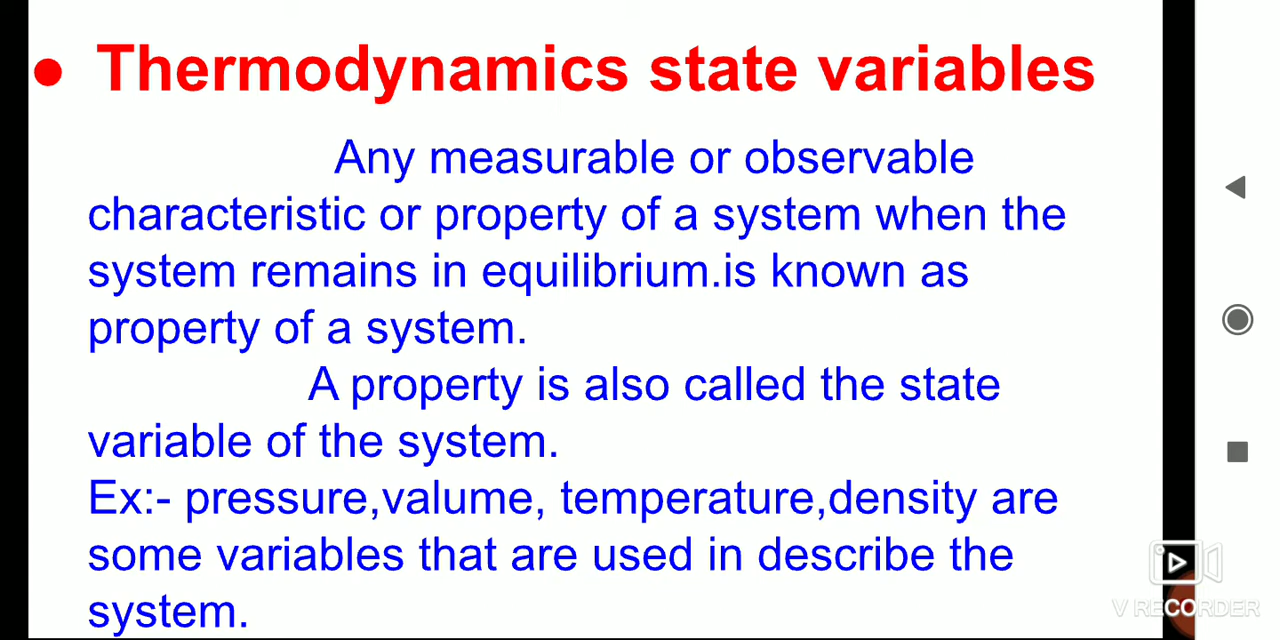 • Thermodynamics state variables
Any measurable or observable
characteristic or property of a system when the
system remains in equilibrium.is known as
property of a system.
A property is also called the state
variable of the system.
Ex:- pressure,valume, temperature,density are
some variables that are used in describe the
system.
V RECORDER